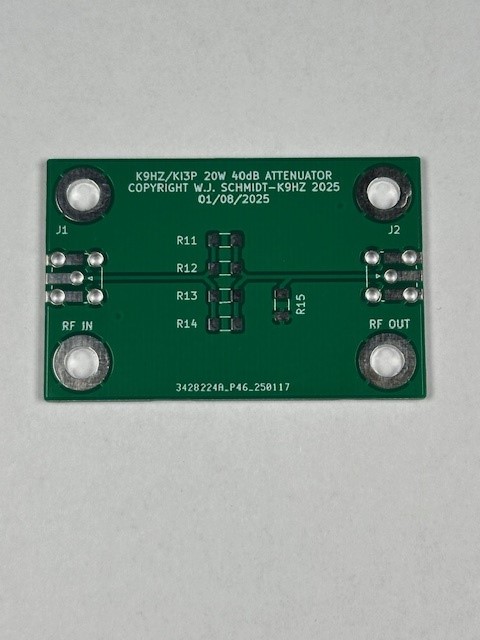 K9HZ/KI3P 20W 40dB ATTENUATOR
COPYRIGHT W.J. SCHMIDT-K9HZ 2025
01/08/2025
J1
J2
R11
R12
R13
R14
R15
RF IN
RF OUT
3428224A_P46_250117